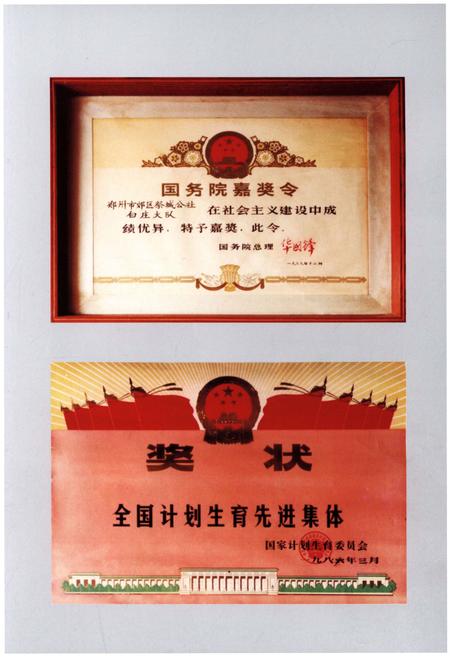 国务院嘉奖令
郑州市郊区祭城公社
白庄大队
在社会主义建设中成
绩优异，特予嘉奖，此令。
国务院总理 华国锋
奖 状
全国计划生育先进集体
国家计划生育委员会
一九八六年三月